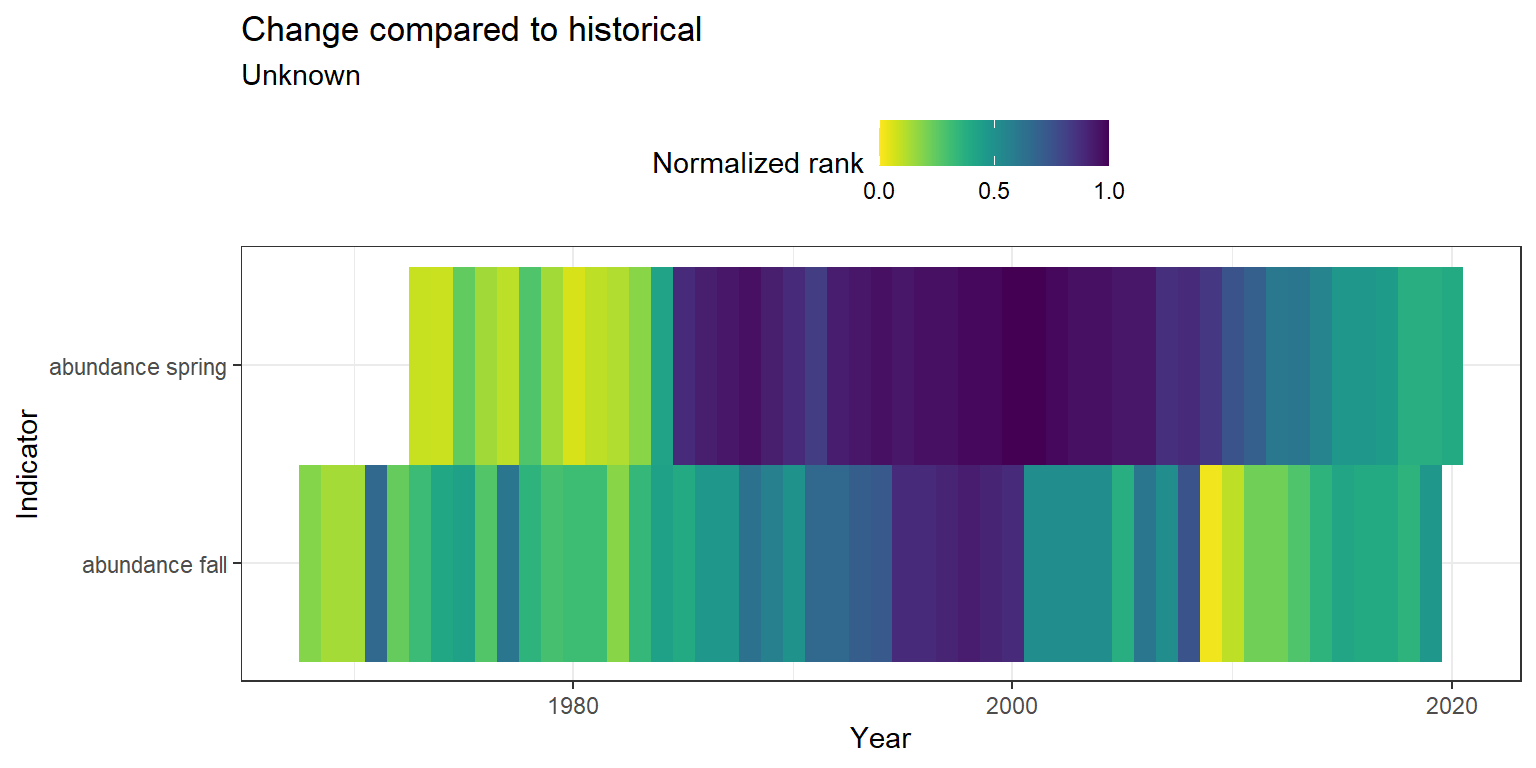 Change compared to historical
Unknown
Normalized rank
0.0 0.5 1.0
Indicator
abundance spring
abundance fall
1980 2000 2020
Year